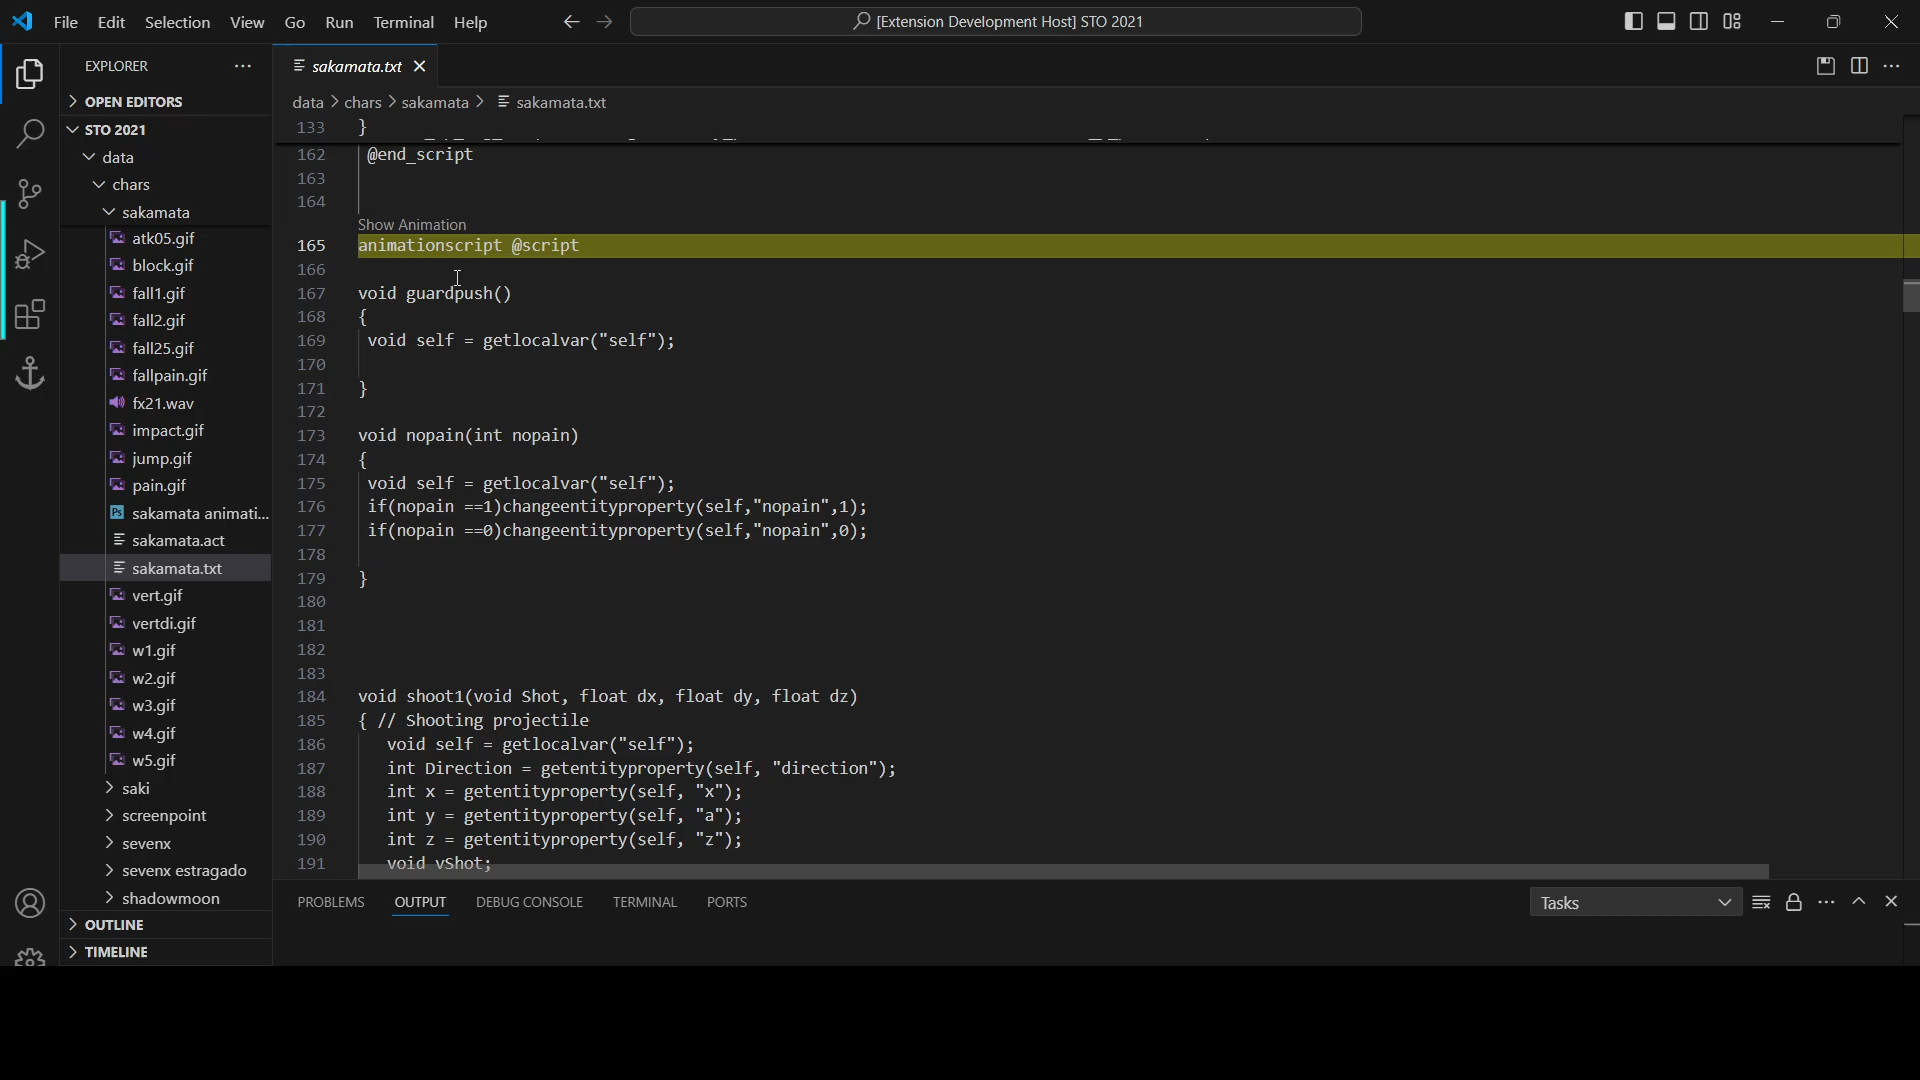 File Edit Selection View Go Run Terminal Help
[Extension Development Host] STO 2021
EXPLORER
OPEN EDITORS
STO 2021
data
chars
sakamata
atk05.gif
block.gif
fall1.gif
fall2.gif
fall25.gif
fallpain.gif
fx21.wav
impact.gif
jump.gif
pain.gif
Ps sakamata animati...
sakamata.act
sakamata.txt
vert.gif
vertdi.gif
w1.gif
w2.gif
w3.gif
w4.gif
w5.gif
saki
screenpoint
sevenx
sevenx estragado
shadowmoon
OUTLINE
TIMELINE
sakamata.txt
data > chars > sakamata > sakamata.txt
133 }
162 @end_script
163
164
Show Animation
165 animationscript @script
166
167 void guardpush()
168 {
169 void self = getlocalvar("self");
170
171 }
172
173 void nopain(int nopain)
174 {
175 void self = getlocalvar("self");
176 if(nopain ==1)changeentityproperty(self,"nopain",1);
177 if(nopain ==0)changeentityproperty(self,"nopain",0);
178
179 }
180
181
182
183
184 void shoot1(void Shot, float dx, float dy, float dz)
185 { // Shooting projectile
186 void self = getlocalvar("self");
187 int Direction = getentityproperty(self, "direction");
188 int x = getentityproperty(self, "x");
189 int y = getentityproperty(self, "a");
190 int z = getentityproperty(self, "z");
191 void vShot;
PROBLEMS OUTPUT DEBUG CONSOLE TERMINAL PORTS
Tasks